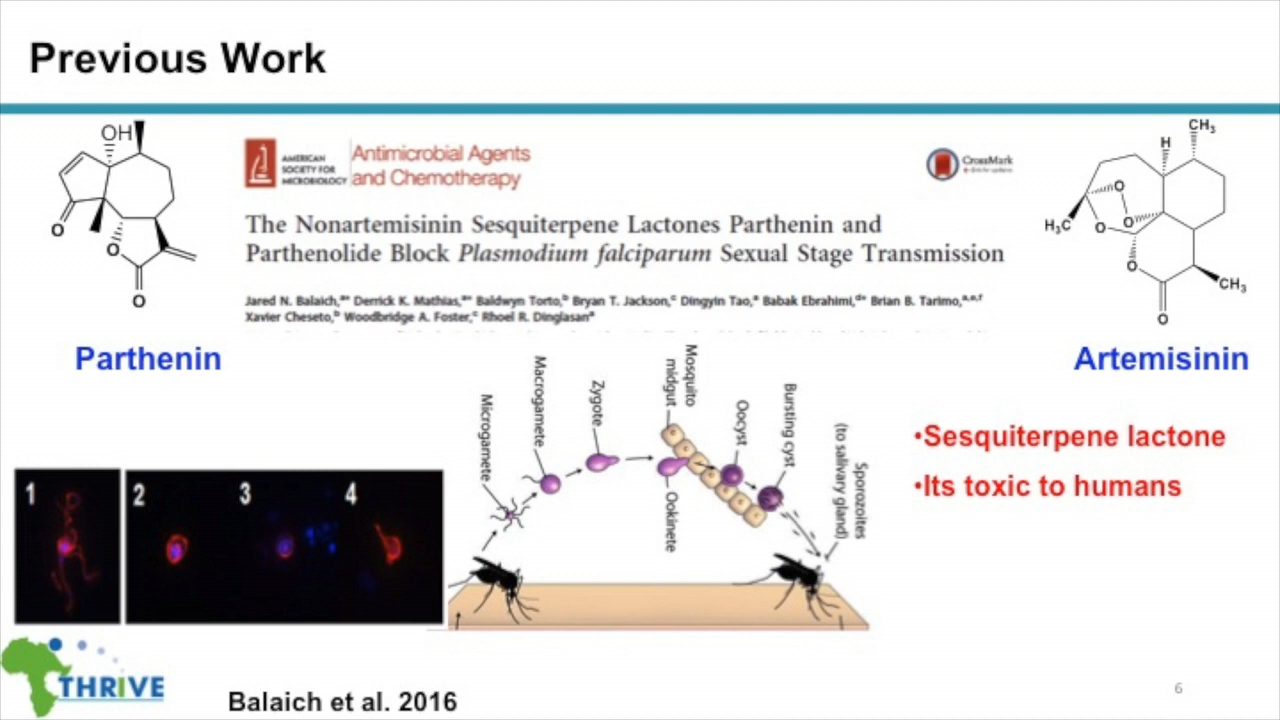 Previous Work
OH
O
O
O
AMERICAN
SOCIETY FOR
MICROBIOLOGY
Antimicrobial Agents
and Chemotherapy
CrossMark
The Nonartemisinin Sesquiterpene Lactones Parthenin and
Parthenolide Block Plasmodium falciparum Sexual Stage Transmission
Jared N. Balaich, Derrick K. Mathias, Baldwyn Torto, Bryan T. Jackson, Dingyin Tao, Babak Ebrahimi, Brian B. Tarimo,
Xavier Cheseto, Woodbridge A. Foster, Rhoel R. Dinglasan
CH3
H
O
O
H3C
O
O
CH3
O
Parthenin
Artemisinin
Microgamete
Macrogamete
Zygote
Mosquito
midgut
Ookinete
Oocyst
Bursting cyst
Sporozoites
(to salivary gland)
•Sesquiterpene lactone
•Its toxic to humans
1
2
3
4
THRiVE
Balaich et al. 2016
6